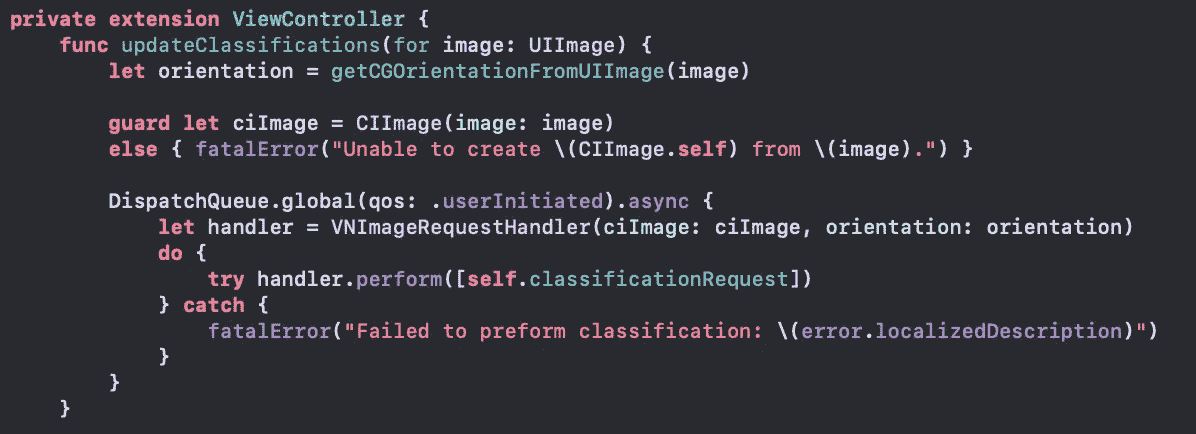 private extension ViewController {
    func updateClassifications(for image: UIImage) {
        let orientation = getCGOrientationFromUIImage(image)

        guard let ciImage = CIImage(image: image)
        else { fatalError("Unable to create \(CIImage.self) from \(image).") }

        DispatchQueue.global(qos: .userInitiated).async {
            let handler = VNImageRequestHandler(ciImage: ciImage, orientation: orientation)
            do {
                try handler.perform([self.classificationRequest])
            } catch {
                fatalError("Failed to preform classification: \(error.localizedDescription)")
            }
        }
    }